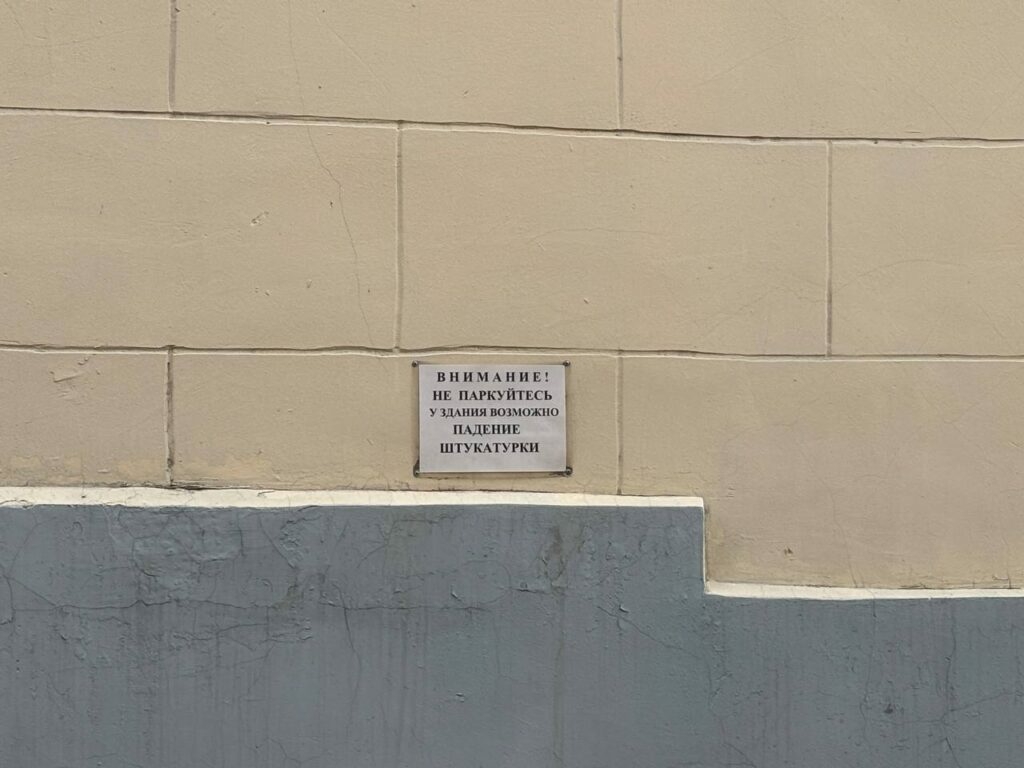 ВНИМАНИЕ!
НЕ ПАРКУЙТЕСЬ
У ЗДАНИЯ ВОЗМОЖНО
ПАДЕНИЕ
ШТУКАТУРКИ